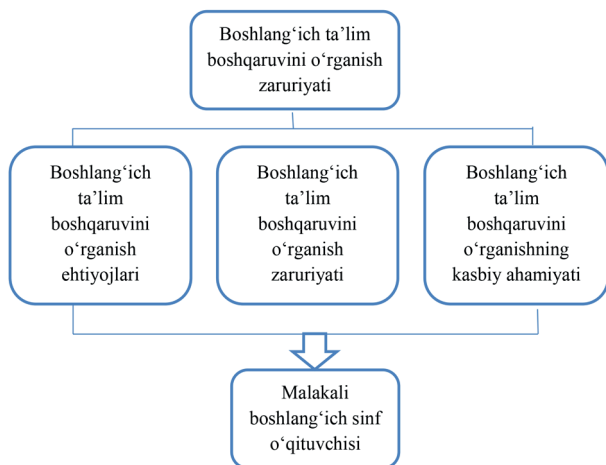 Boshlang‘ich ta’lim
boshqaruvini o‘rganish
zaruriyati
Boshlang‘ich
ta’lim
boshqaruvini
o‘rganish
ehtiyojlari
Boshlang‘ich
ta’lim
boshqaruvini
o‘rganish
zaruriyati
Boshlang‘ich
ta’lim
boshqaruvini
o‘rganishning
kasbiy ahamiyati
Malakali
boshlang‘ich sinf
o‘qituvchisi